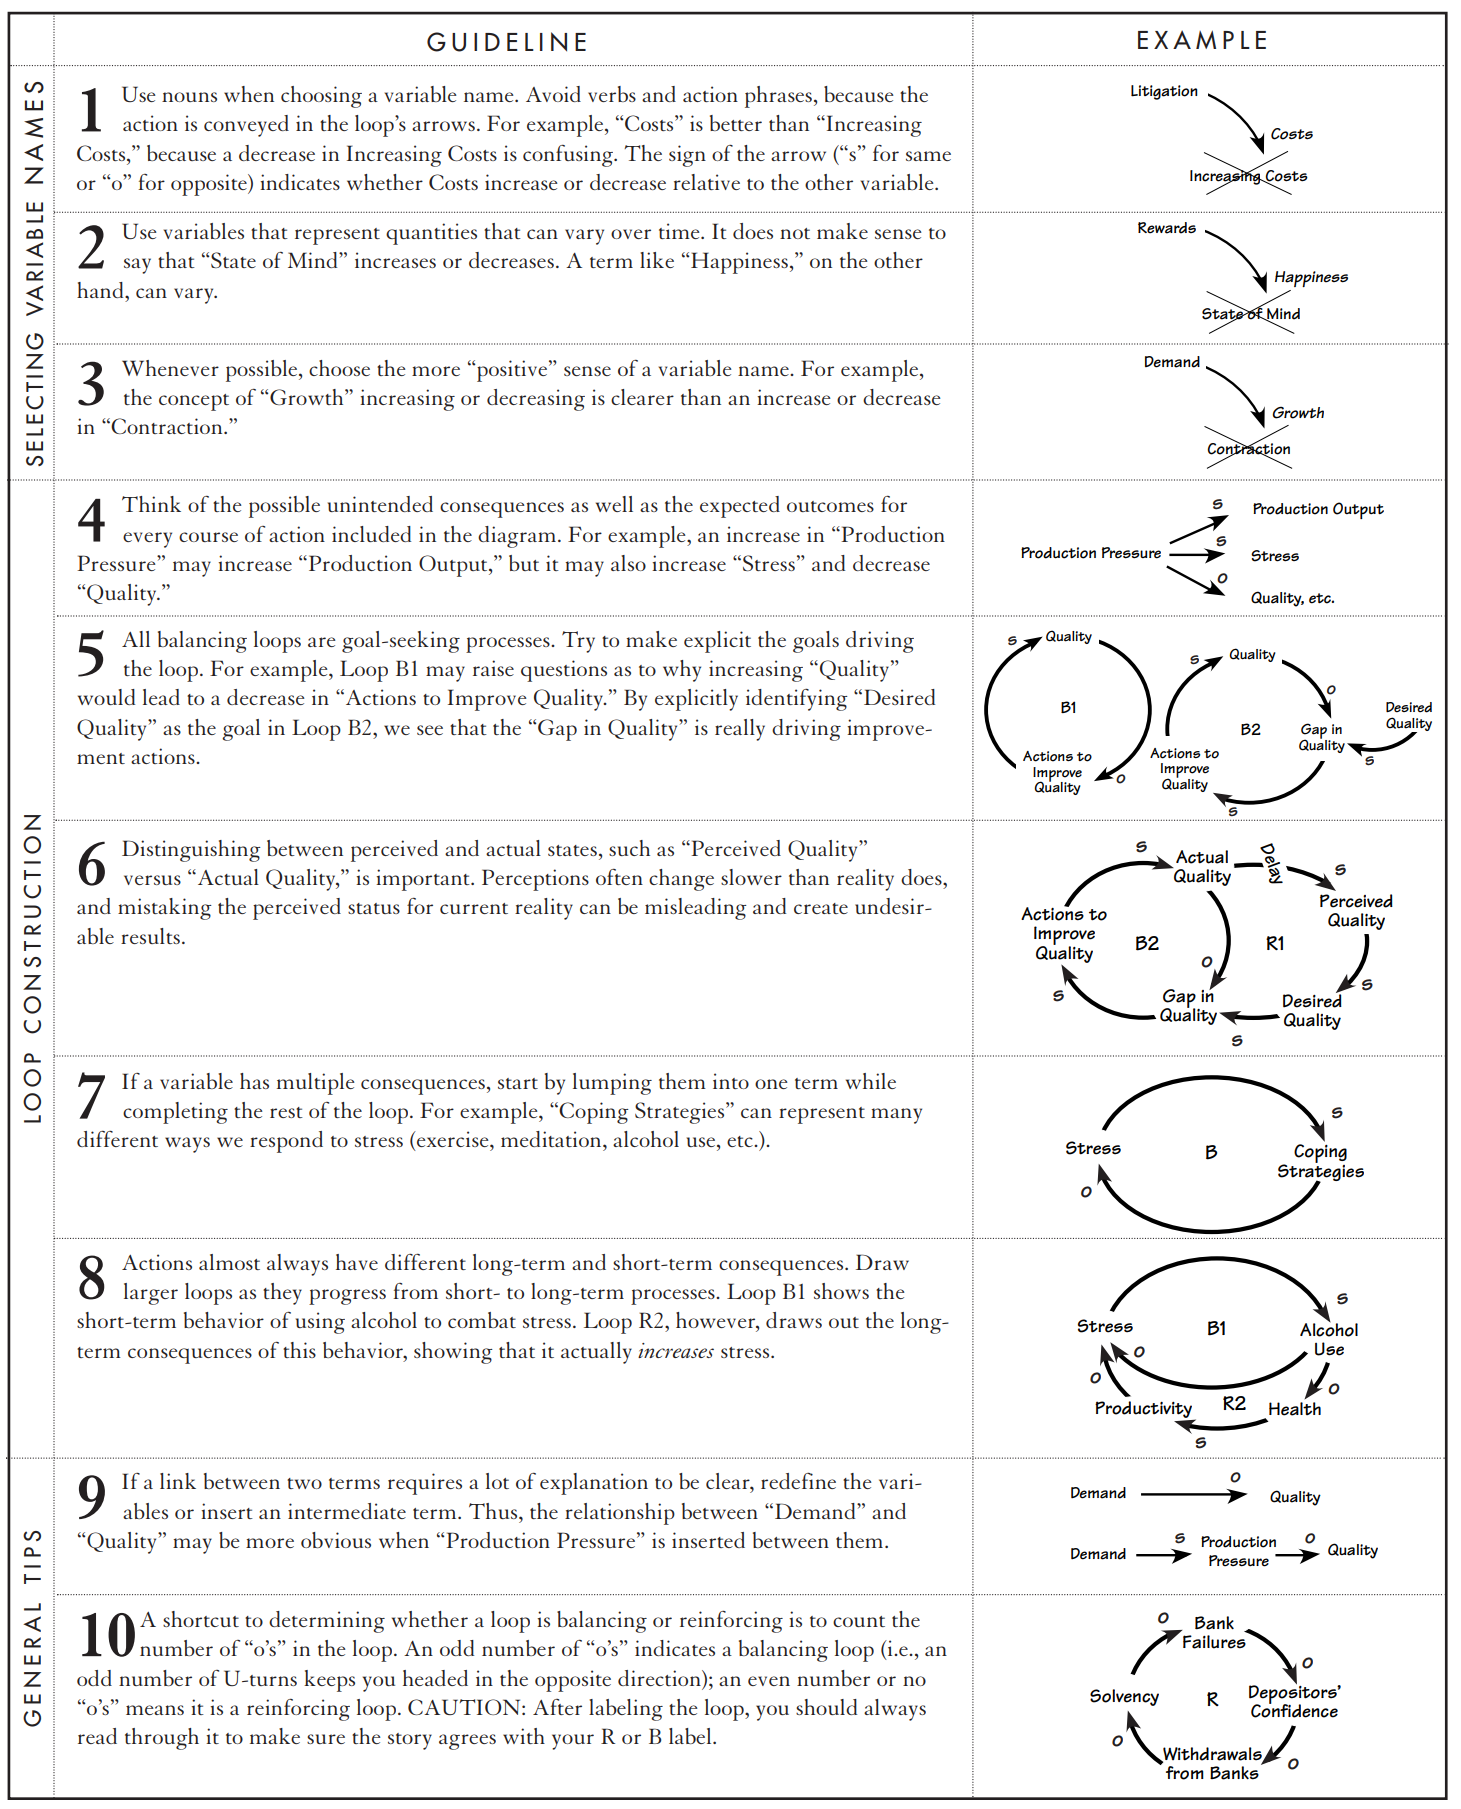 GUIDELINE
EXAMPLE
SELECTING VARIABLE NAMES
1 Use nouns when choosing a variable name. Avoid verbs and action phrases, because the
action is conveyed in the loop's arrows. For example, “Costs” is better than “Increasing
Costs,” because a decrease in Increasing Costs is confusing. The sign of the arrow (“s” for same
or “o” for opposite) indicates whether Costs increase or decrease relative to the other variable.
Litigation
Costs
Increasing Costs
2 Use variables that represent quantities that can vary over time. It does not make sense to
say that “State of Mind” increases or decreases. A term like “Happiness,” on the other
hand, can vary.
Rewards
Happiness
State of Mind
3 Whenever possible, choose the more “positive” sense of a variable name. For example,
the concept of “Growth” increasing or decreasing is clearer than an increase or decrease
in “Contraction.”
Demand
Growth
Contraction
LOOP CONSTRUCTION
4 Think of the possible unintended consequences as well as the expected outcomes for
every course of action included in the diagram. For example, an increase in “Production
Pressure” may increase “Production Output,” but it may also increase “Stress” and decrease
“Quality.”
s
Production Output
s
Production Pressure
Stress
o
Quality, etc.
5 All balancing loops are goal-seeking processes. Try to make explicit the goals driving
the loop. For example, Loop B1 may raise questions as to why increasing “Quality”
would lead to a decrease in “Actions to Improve Quality.” By explicitly identifying “Desired
Quality” as the goal in Loop B2, we see that the “Gap in Quality” is really driving improve-
ment actions.
s
Quality
B1
Actions to
Improve
Quality
o
s
Quality
o
B2
Gap in
Quality
Desired
Quality
s
Actions to
Improve
Quality
s
6 Distinguishing between perceived and actual states, such as “Perceived Quality”
versus “Actual Quality,” is important. Perceptions often change slower than reality does,
and mistaking the perceived status for current reality can be misleading and create undesir-
able results.
s
Actual
Quality
Delay
s
Perceived
Quality
Actions to
Improve
Quality
B2
R1
o
s
s
Gap in
Quality
Desired
Quality
s
7 If a variable has multiple consequences, start by lumping them into one term while
completing the rest of the loop. For example, “Coping Strategies” can represent many
different ways we respond to stress (exercise, meditation, alcohol use, etc.).
s
Stress
B
Coping
Strategies
o
8 Actions almost always have different long-term and short-term consequences. Draw
larger loops as they progress from short- to long-term processes. Loop B1 shows the
short-term behavior of using alcohol to combat stress. Loop R2, however, draws out the long-
term consequences of this behavior, showing that it actually increases stress.
s
Stress
B1
Alcohol
Use
o
o
o
Productivity
R2
Health
s
GENERAL TIPS
9 If a link between two terms requires a lot of explanation to be clear, redefine the vari-
ables or insert an intermediate term. Thus, the relationship between “Demand” and
“Quality” may be more obvious when “Production Pressure” is inserted between them.
o
Demand
Quality
s
o
Demand
Production
Pressure
Quality
10 A shortcut to determining whether a loop is balancing or reinforcing is to count the
number of “o's” in the loop. An odd number of “o's” indicates a balancing loop (i.e., an
odd number of U-turns keeps you headed in the opposite direction); an even number or no
“o's” means it is a reinforcing loop. CAUTION: After labeling the loop, you should always
read through it to make sure the story agrees with your R or B label.
o
Bank
Failures
o
Solvency
R
Depositors'
Confidence
o
o
Withdrawals
from Banks